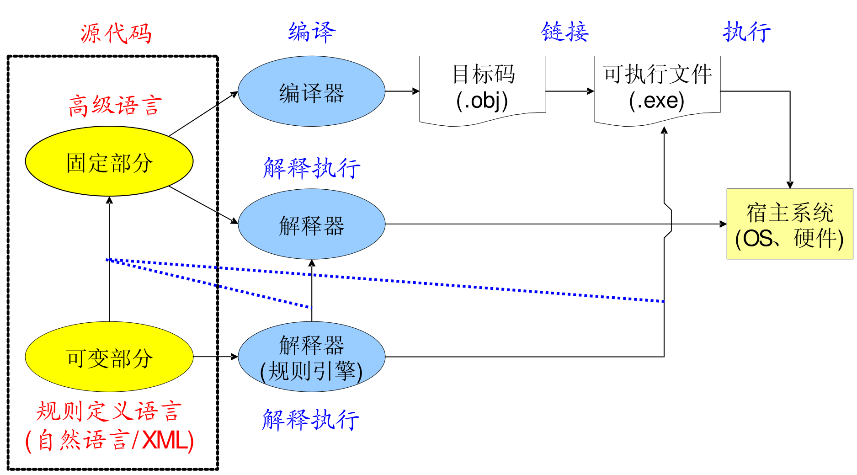 源代码
编译
链接
执行
高级语言
编译器
目标码
(.obj)
可执行文件
(.exe)
固定部分
解释执行
解释器
宿主系统
(OS、硬件)
可变部分
解释器
(规则引擎)
规则定义语言
(自然语言/XML)
解释执行